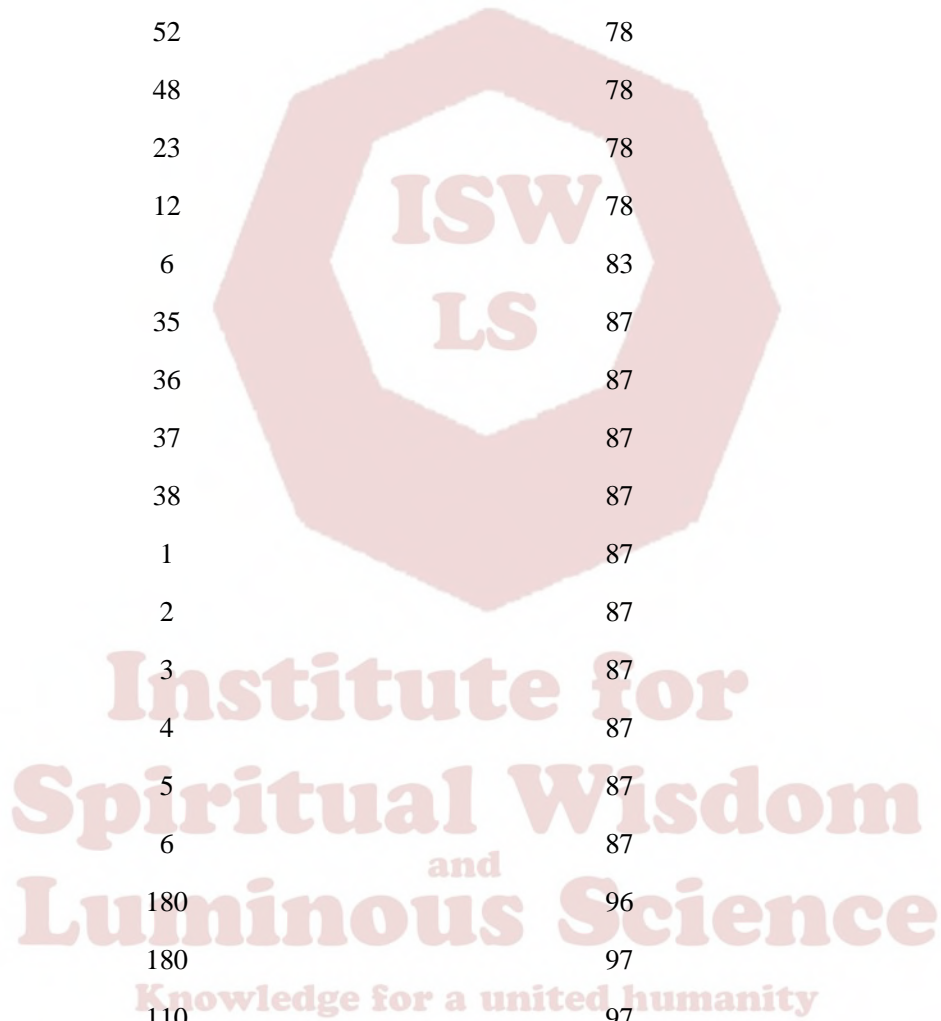 52 78
48 78
23 78
ISW
12 78
6 83
LS
35 87
36 87
37 87
38 87
1 87
2 87
Institute for
3 87
4 87
Spiritual Wisdom
5 87
6 87
and
Luminous Science
180 96
180 97
Knowledge for a united humanity
110 97